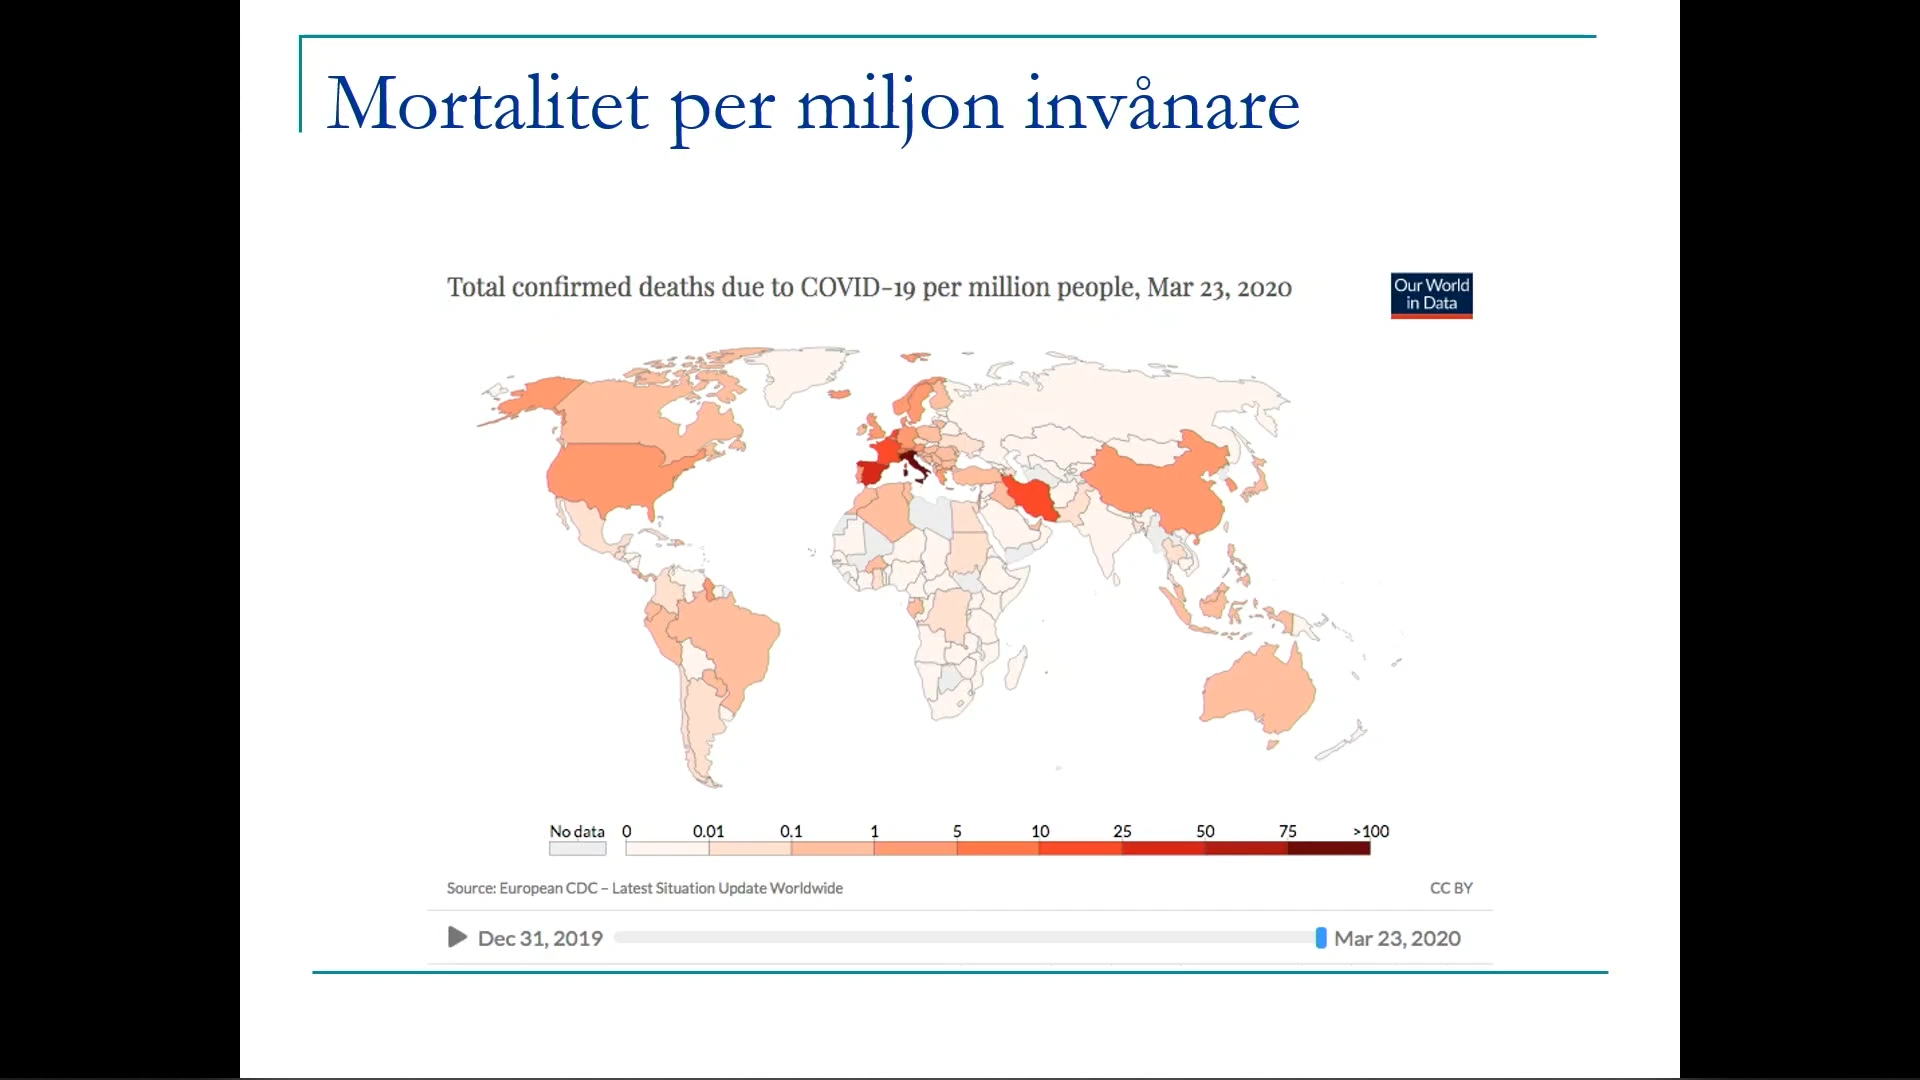 Mortalitet per miljon invånare
Total confirmed deaths due to COVID-19 per million people, Mar 23, 2020
Our World
in Data
No data 0 0.01 0.1 1 5 10 25 50 75 >100
Source: European CDC – Latest Situation Update Worldwide CC BY
Dec 31, 2019 Mar 23, 2020